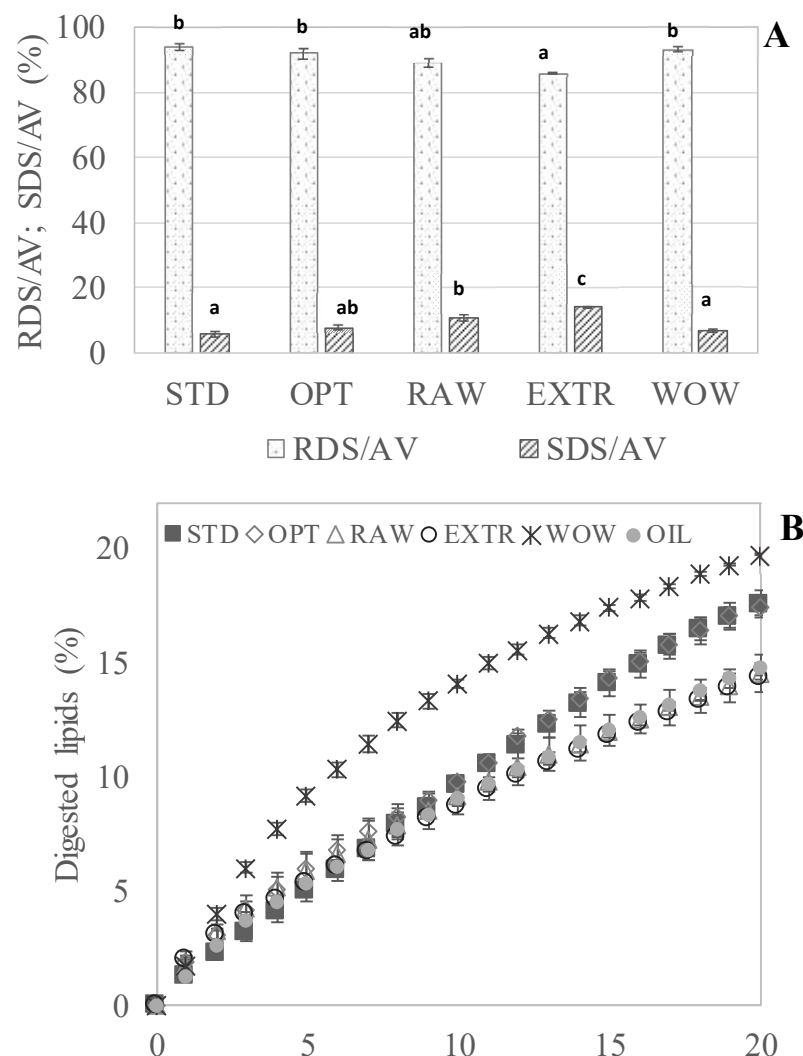 A
RDS/AV; SDS/AV (%)
100
80
60
40
20
0
b
b
ab
a
b
a
ab
b
c
a
STD OPT RAW EXTR WOW
RDS/AV SDS/AV
B
STD OPT RAW EXTR WOW OIL
Digested lipids (%)
20
15
10
5
0
0 5 10 15 20